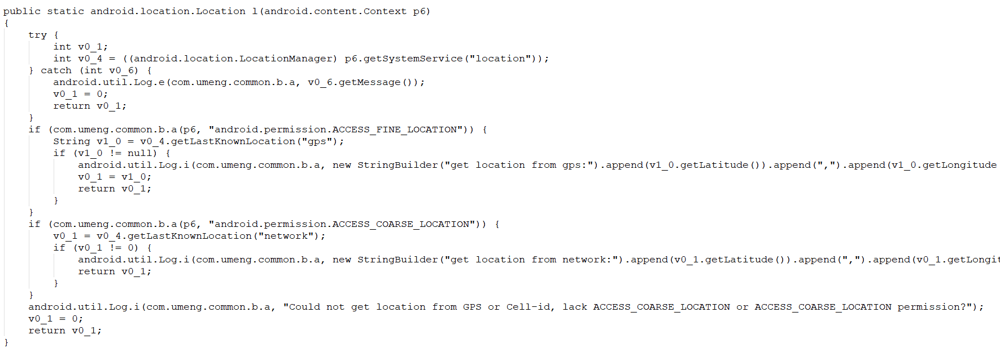 public static android.location.Location l(android.content.Context p6)
{
    try {
        int v0_1;
        int v0_4 = ((android.location.LocationManager) p6.getSystemService("location"));
    } catch (int v0_6) {
        android.util.Log.e(com.umeng.common.b.a, v0_6.getMessage());
        v0_1 = 0;
        return v0_1;
    }
    if (com.umeng.common.b.a(p6, "android.permission.ACCESS_FINE_LOCATION")) {
        String v1_0 = v0_4.getLastKnownLocation("gps");
        if (v1_0 != null) {
            android.util.Log.i(com.umeng.common.b.a, new StringBuilder("get location from gps:").append(v1_0.getLatitude()).append(",").append(v1_0.getLongitude
            v0_1 = v1_0;
            return v0_1;
        }
    }
    if (com.umeng.common.b.a(p6, "android.permission.ACCESS_COARSE_LOCATION")) {
        v0_1 = v0_4.getLastKnownLocation("network");
        if (v0_1 != 0) {
            android.util.Log.i(com.umeng.common.b.a, new StringBuilder("get location from network:").append(v0_1.getLatitude()).append(",").append(v0_1.getLongit
            return v0_1;
        }
    }
    android.util.Log.i(com.umeng.common.b.a, "Could not get location from GPS or Cell-id, lack ACCESS_COARSE_LOCATION or ACCESS_COARSE_LOCATION permission?");
    v0_1 = 0;
    return v0_1;
}